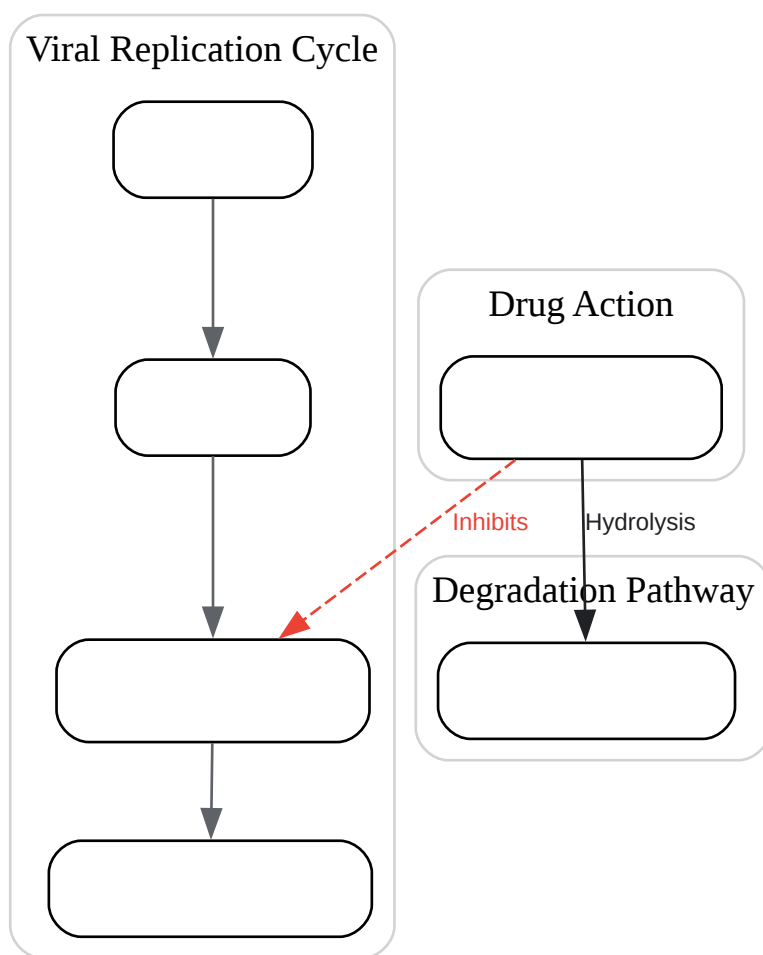 Viral Replication Cycle
Drug Action
Inhibits
Hydrolysis
Degradation Pathway